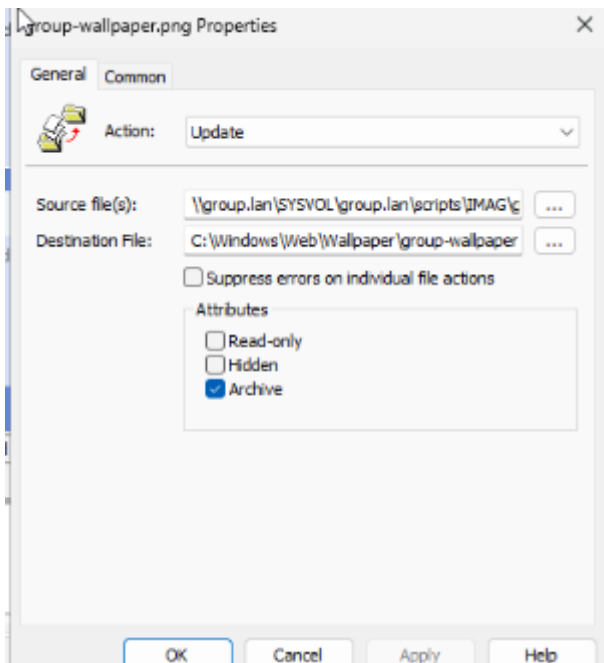 group-wallpaper.png Properties
General Common
Action: Update
Source file(s): \\group.lan\SYSVOL\group.lan\scripts\IMAG\g ...
Destination File: C:\Windows\Web\Wallpaper\group-wallpaper ...
Suppress errors on individual file actions
Attributes
Read-only
Hidden
Archive
OK Cancel Apply Help